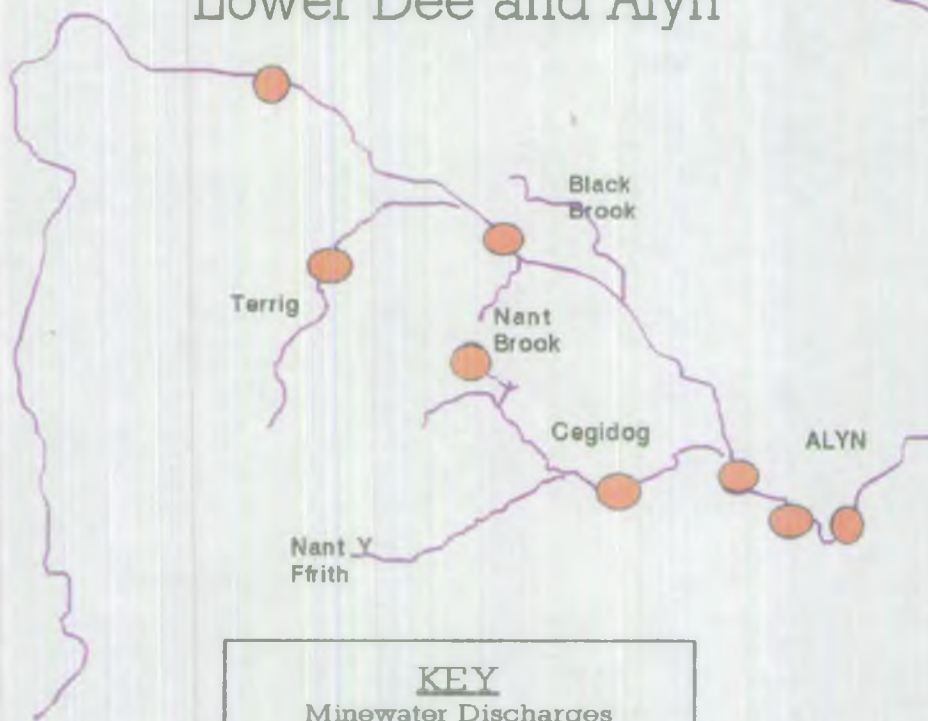 Lower Dee and Alyn
Black
Brook
Terrig
Nant
Brook
Cegidog
ALYN
Nant Y
Ffrith
KEY
Minewater Discharges